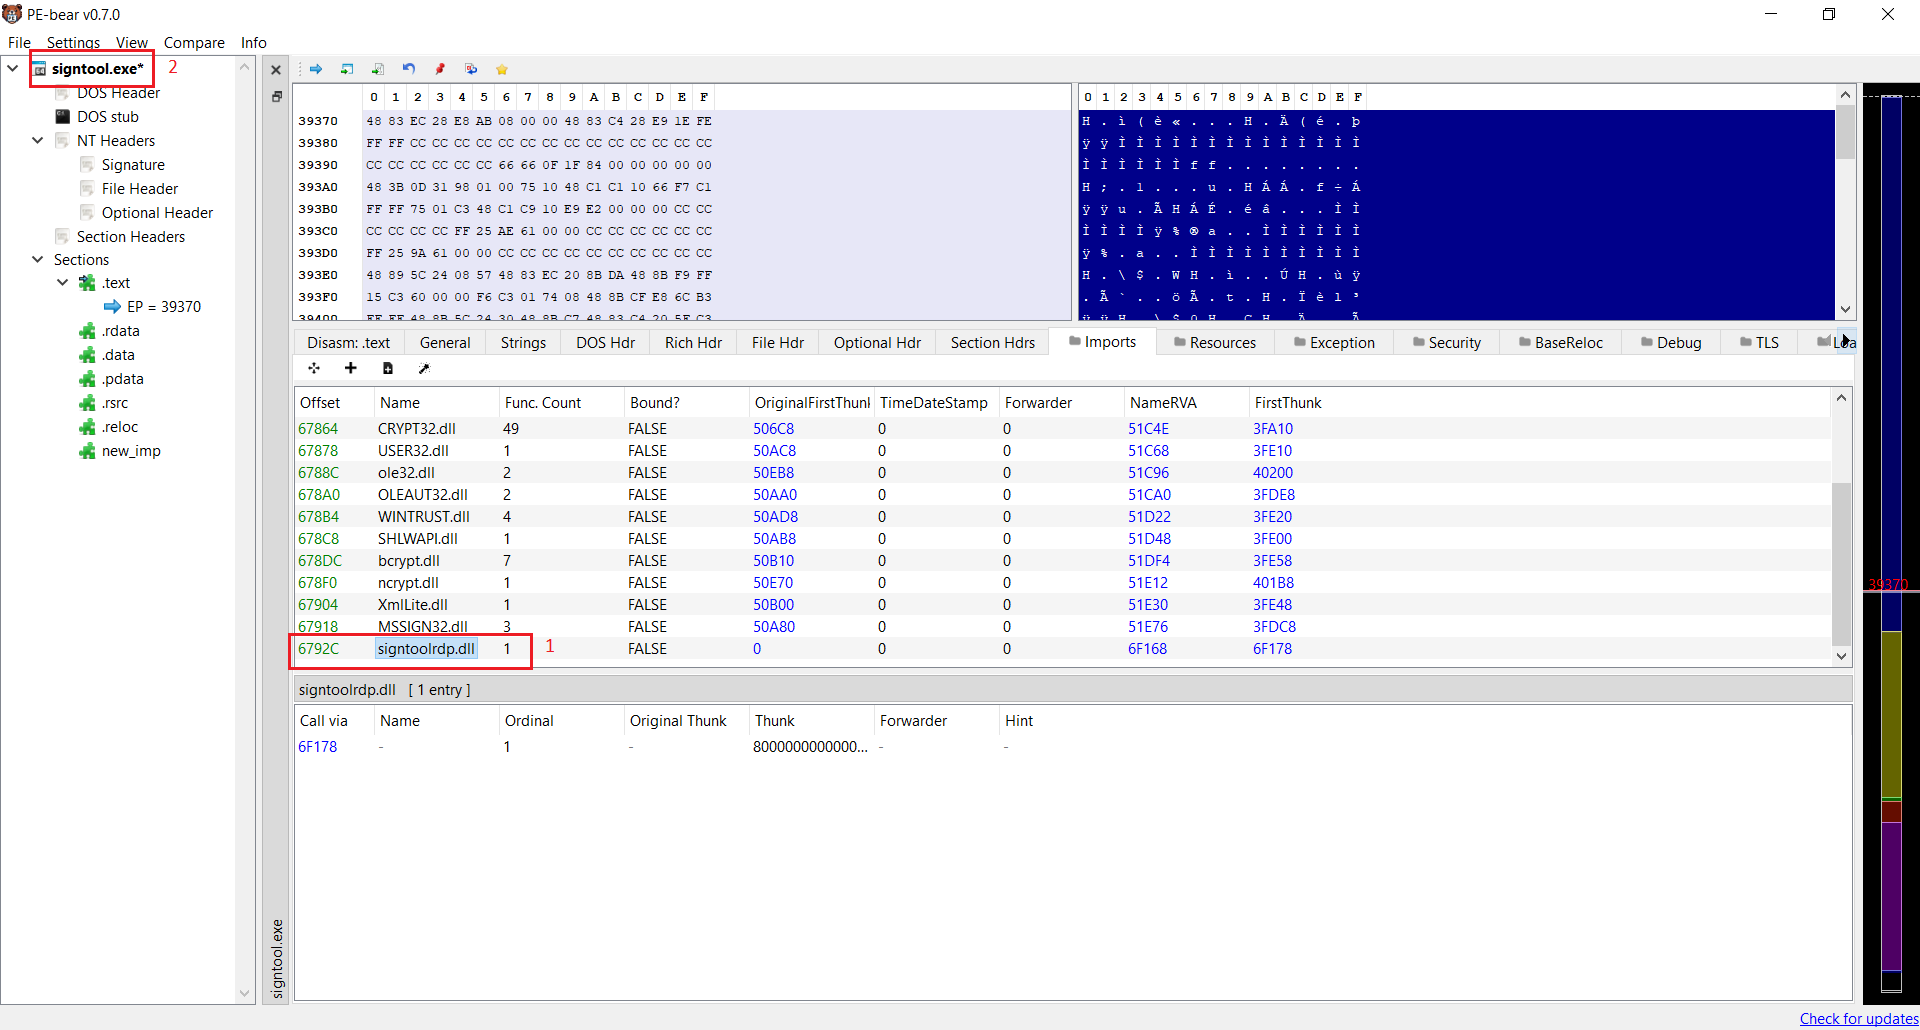 PE-bear v0.7.0
File Settings View Compare Info
signtool.exe* 2
DOS Header
DOS stub
NT Headers
Signature
File Header
Optional Header
Section Headers
Sections
.text
EP = 39370
.rdata
.data
.pdata
.rsrc
.reloc
new_imp
signtool.exe
0 1 2 3 4 5 6 7 8 9 A B C D E F
39370 48 83 EC 28 E8 AB 08 00 00 48 83 C4 28 E9 1E FE
39380 FF FF CC CC CC CC CC CC CC CC CC CC CC CC CC CC
39390 CC CC CC CC CC CC 66 66 0F 1F 84 00 00 00 00 00
393A0 48 3B 0D 31 98 01 00 75 10 48 C1 C1 10 66 F7 C1
393B0 FF FF 75 01 C3 48 C1 C9 10 E9 E2 00 00 00 CC CC
393C0 CC CC CC CC FF 25 AE 61 00 00 CC CC CC CC CC CC
393D0 FF 25 9A 61 00 00 CC CC CC CC CC CC CC CC CC CC
393E0 48 89 5C 24 08 57 48 83 EC 20 8B DA 48 8B F9 FF
393F0 15 C3 60 00 00 F6 C3 01 74 08 48 8B CF E8 6C B3
39400 FF FF 48 8B 5C 24 30 48 8B C7 48 83 C4 20 5F C3
0 1 2 3 4 5 6 7 8 9 A B C D E F
H . ì ( è « . . . H . Ä ( é . þ
ÿ ÿ Ì Ì Ì Ì Ì Ì Ì Ì Ì Ì Ì Ì Ì Ì
Ì Ì Ì Ì Ì Ì f f . . . . . . . .
H ; . 1 . . . u . H Á Á . f ÷ Á
ÿ ÿ u . Ã H Á É . é â . . . Ì Ì
Ì Ì Ì Ì ÿ % ® a . . Ì Ì Ì Ì Ì Ì
ÿ % . a . . Ì Ì Ì Ì Ì Ì Ì Ì Ì Ì
H . \ $ . W H . ì . . Ú H . ù ÿ
. Ã ` . . ö Ã . t . H . Ï è l ³
ÿ ÿ H . \ $ 0 H . Ç H . Ä . _ Ã
Disasm: .text General Strings DOS Hdr Rich Hdr File Hdr Optional Hdr Section Hdrs Imports Resources Exception Security BaseReloc Debug TLS Loa
Offset Name Func. Count Bound? OriginalFirstThunk TimeDateStamp Forwarder NameRVA FirstThunk
67864 CRYPT32.dll 49 FALSE 506C8 0 0 51C4E 3FA10
67878 USER32.dll 1 FALSE 50AC8 0 0 51C68 3FE10
6788C ole32.dll 2 FALSE 50EB8 0 0 51C96 40200
678A0 OLEAUT32.dll 2 FALSE 50AA0 0 0 51CA0 3FDE8
678B4 WINTRUST.dll 4 FALSE 50AD8 0 0 51D22 3FE20
678C8 SHLWAPI.dll 1 FALSE 50AB8 0 0 51D48 3FE00
678DC bcrypt.dll 7 FALSE 50B10 0 0 51DF4 3FE58
678F0 ncrypt.dll 1 FALSE 50E70 0 0 51E12 401B8
67904 XmlLite.dll 1 FALSE 50B00 0 0 51E30 3FE48
67918 MSSIGN32.dll 3 FALSE 50A80 0 0 51E76 3FDC8
6792C signtoolrdp.dll 1 1 FALSE 0 0 0 6F168 6F178
signtoolrdp.dll [ 1 entry ]
Call via Name Ordinal Original Thunk Thunk Forwarder Hint
6F178 - 1 - 8000000000000... - -
39370
Check for updates